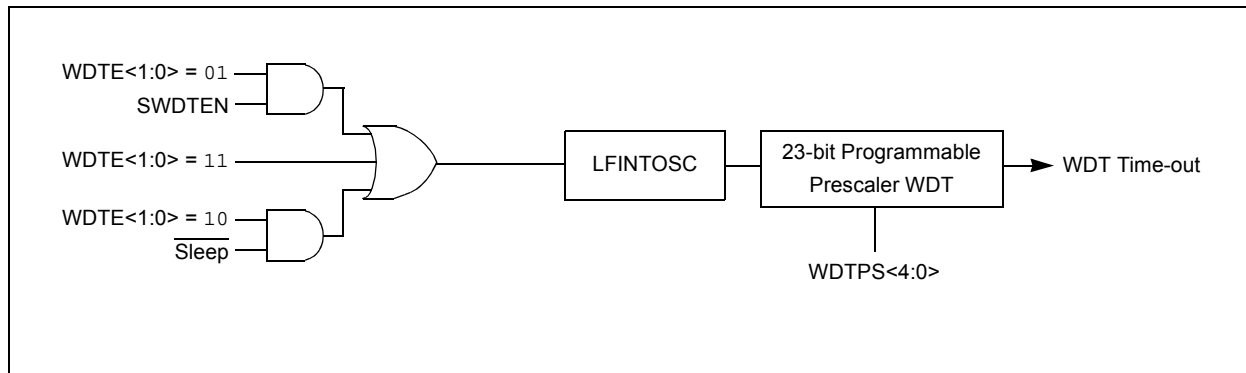 WDTE<1:0> = 01
SWDTEN
WDTE<1:0> = 11
WDTE<1:0> = 10
Sleep
LFINTOSC
23-bit Programmable
Prescaler WDT
WDT Time-out
WDTPS<4:0>